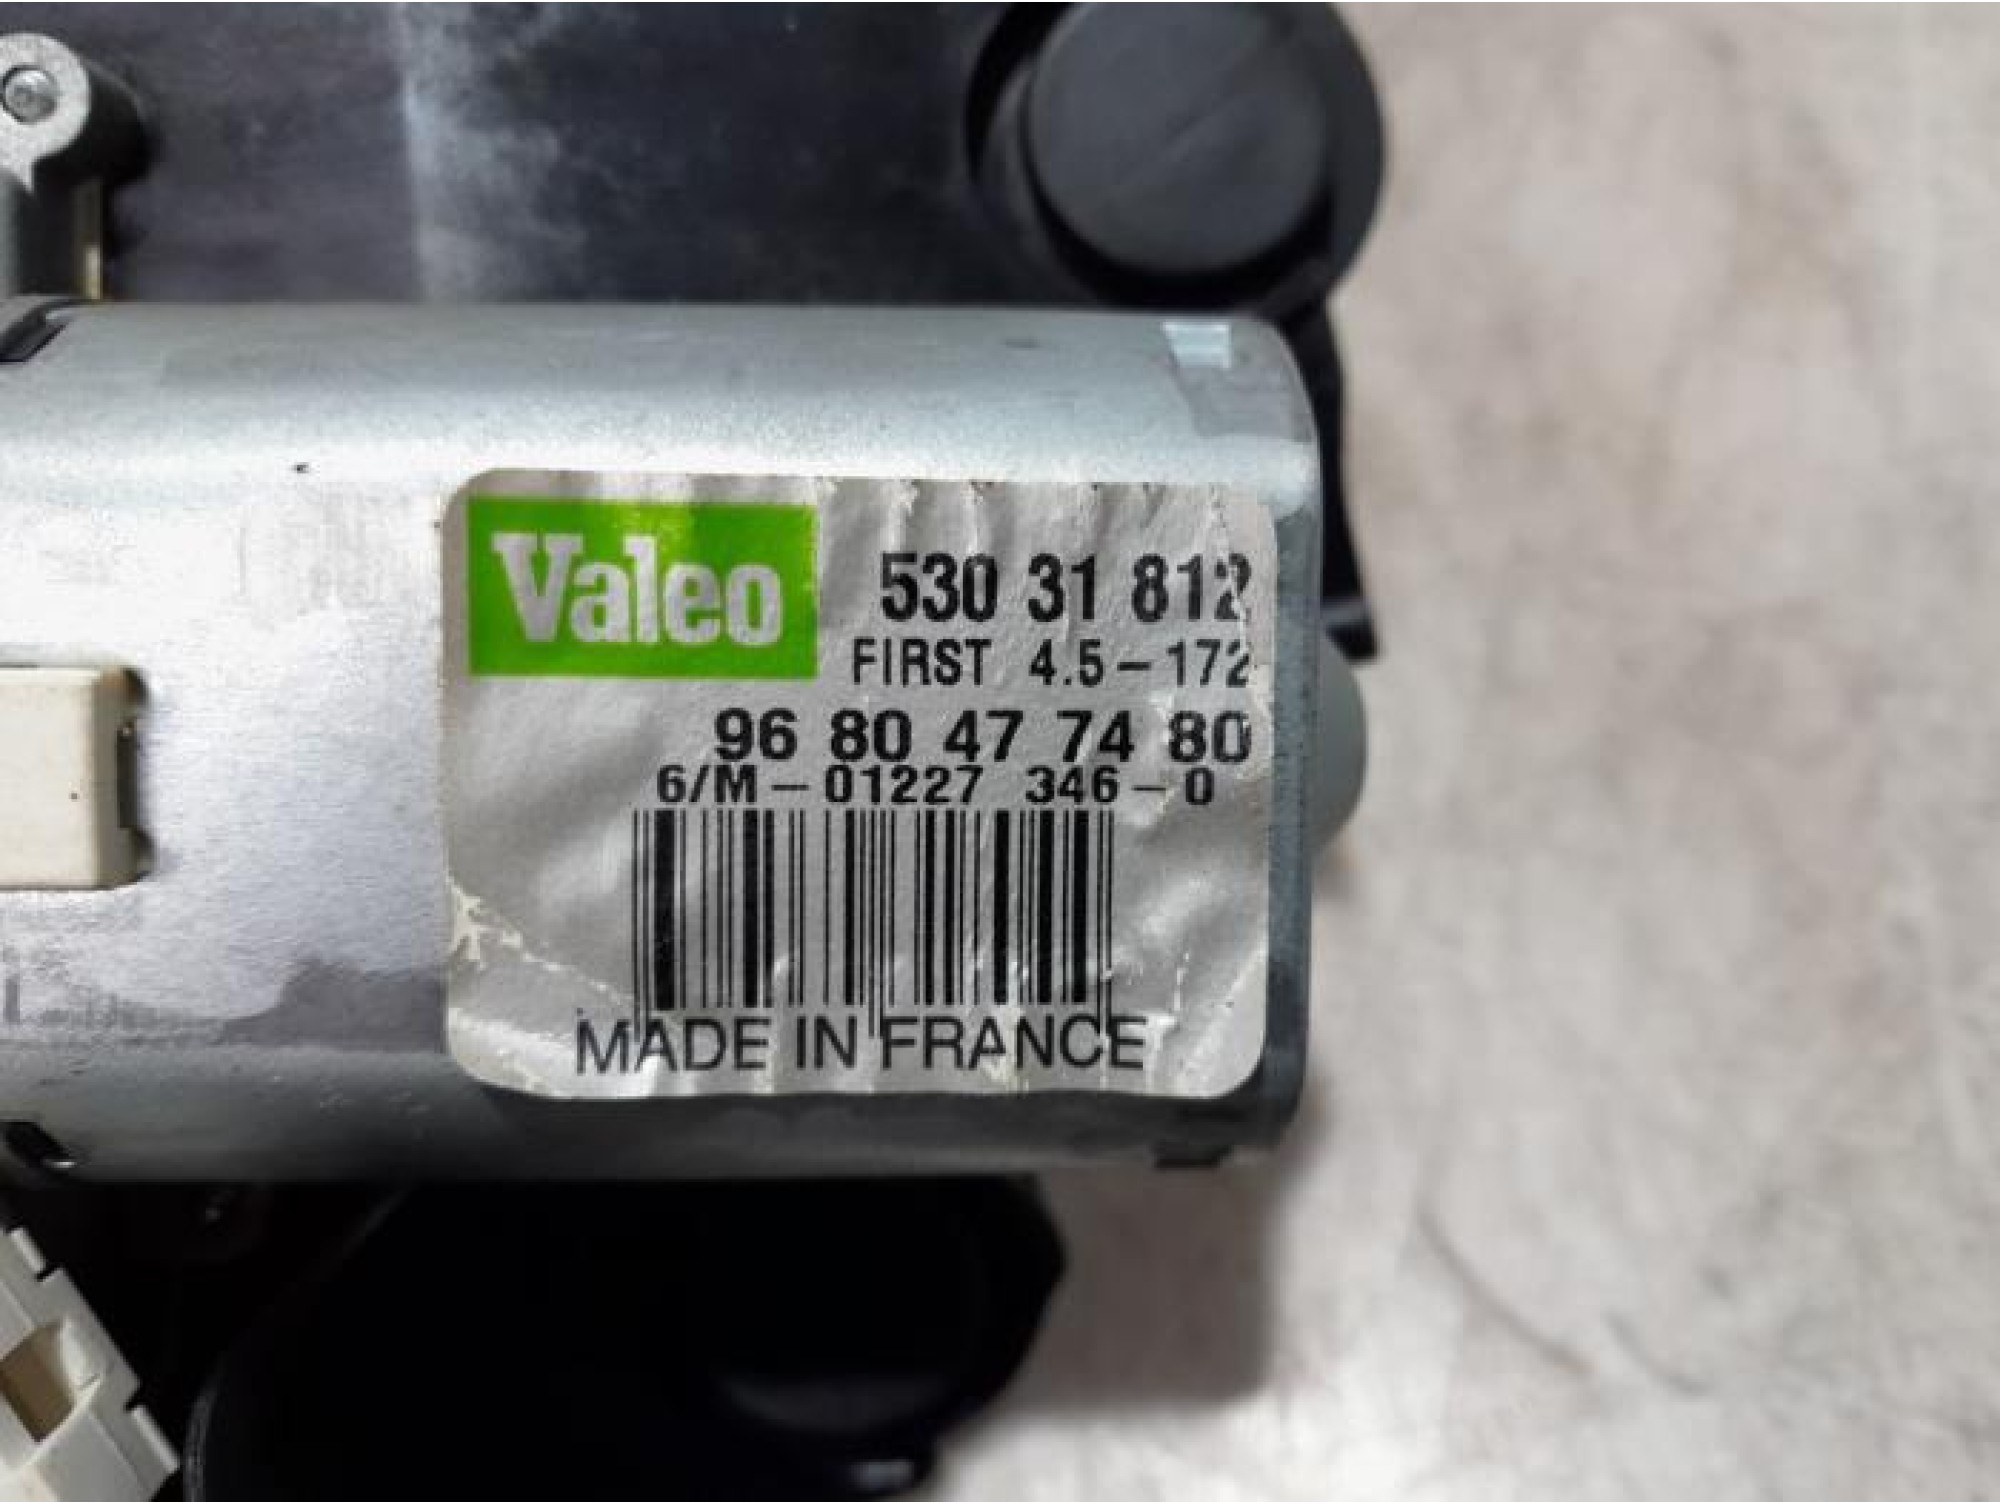 Valeo
530 31 812
FIRST 4.5-172
96 80 47 74 80
6/M-01227 346-0
MADE IN FRANCE